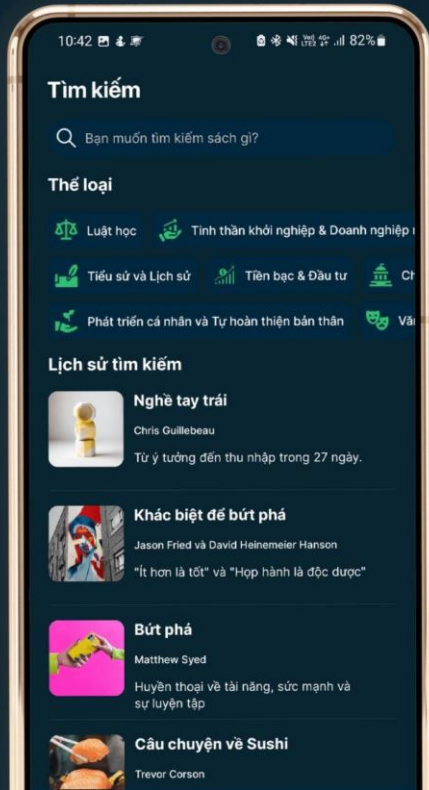 10:42
82%
Tìm kiếm
Bạn muốn tìm kiếm sách gì?
Thể loại
Luật học Tinh thần khởi nghiệp & Doanh nghiệp
Tiểu sử và Lịch sử Tiền bạc & Đầu tư Ch
Phát triển cá nhân và Tự hoàn thiện bản thân Vă
Lịch sử tìm kiếm
Nghề tay trái
Chris Guillebeau
Từ ý tưởng đến thu nhập trong 27 ngày.
Khác biệt để bứt phá
Jason Fried và David Heinemeier Hanson
"Ít hơn là tốt" và "Họp hành là độc dược"
Bứt phá
Matthew Syed
Huyền thoại về tài năng, sức mạnh và
sự luyện tập
Câu chuyện về Sushi
Trevor Corson